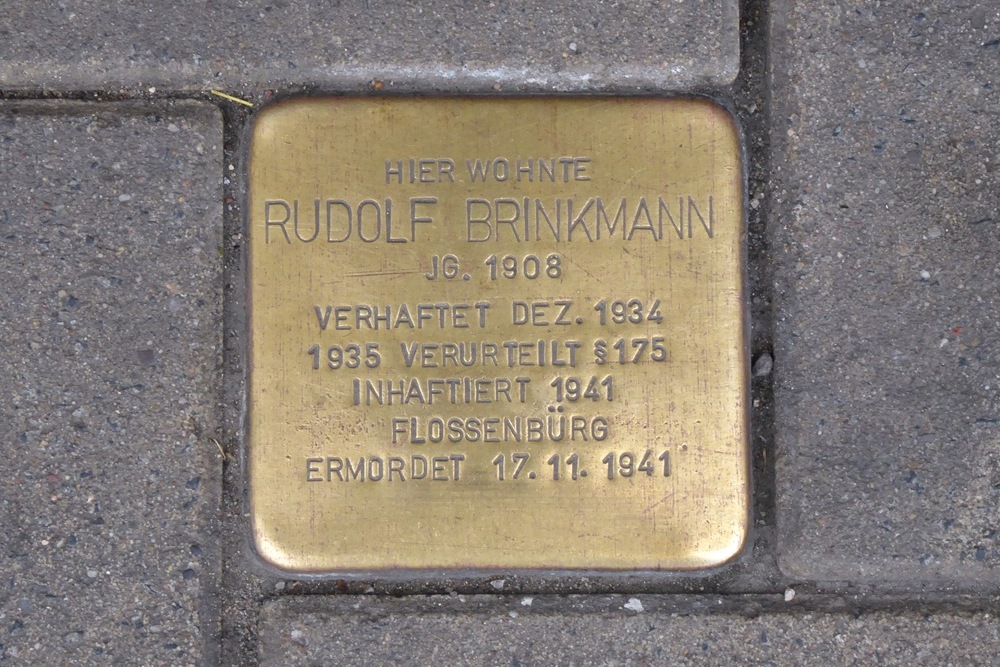 HIER WOHNTE
RUDOLF BRINKMANN
JG. 1908
VERHAFTET DEZ. 1934
1935 VERURTEILT §175
INHAFTIERT 1941
FLOSSENBÜRG
ERMORDET 17. 11. 1941